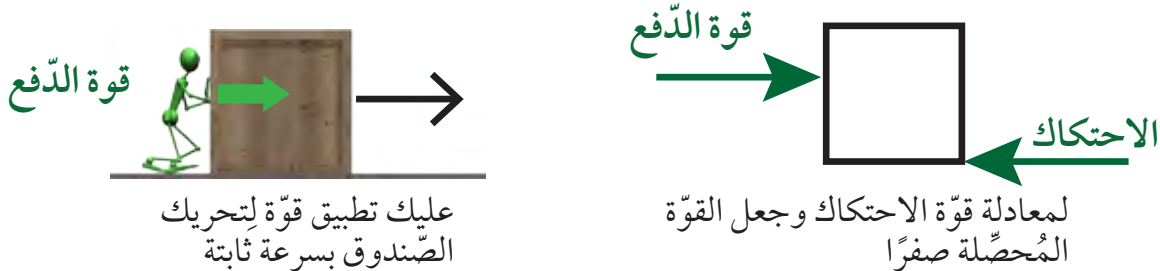 قوة الدّفع
عليك تطبيق قوّة لِتحريك
الصّندوق بسرعة ثابتة
قوة الدّفع
الاحتكاك
لمعادلة قوّة الاحتكاك وجعل القوّة
المُحصِّلة صفرًا